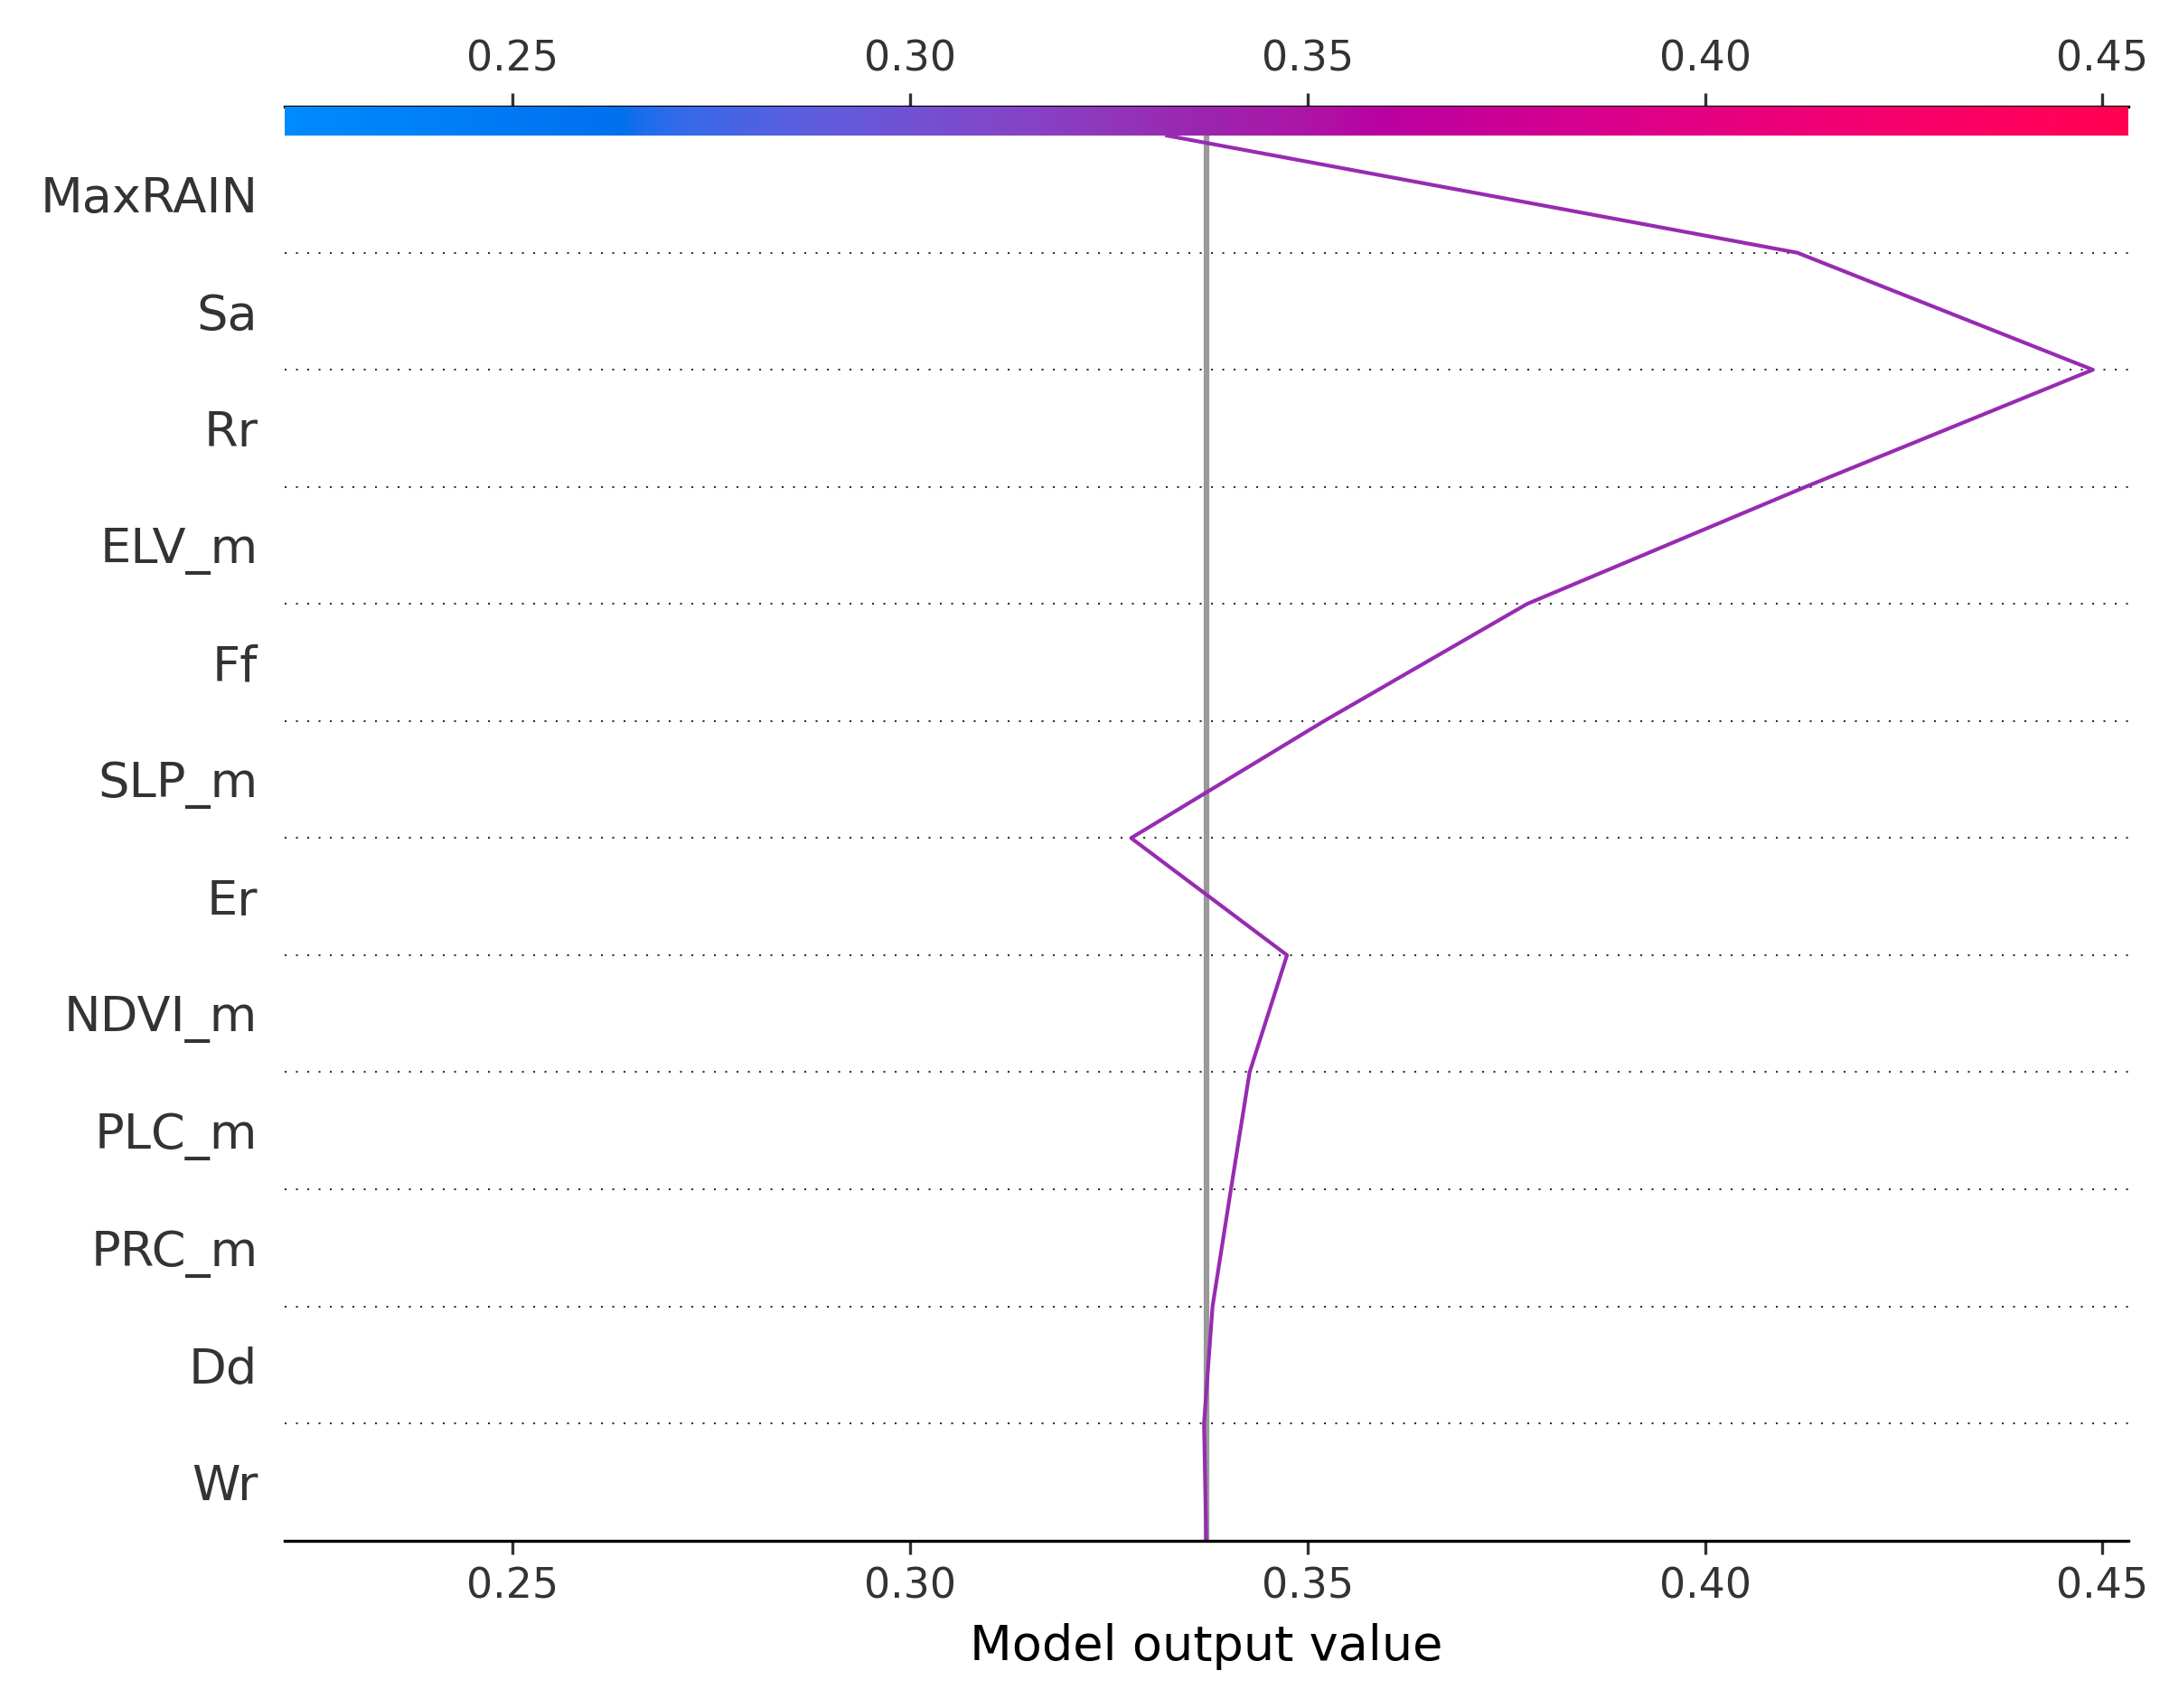 0.25 0.30 0.35 0.40 0.45
MaxRAIN
Sa
Rr
ELV_m
Ff
SLP_m
Er
NDVI_m
PLC_m
PRC_m
Dd
Wr
0.25 0.30 0.35 0.40 0.45
Model output value